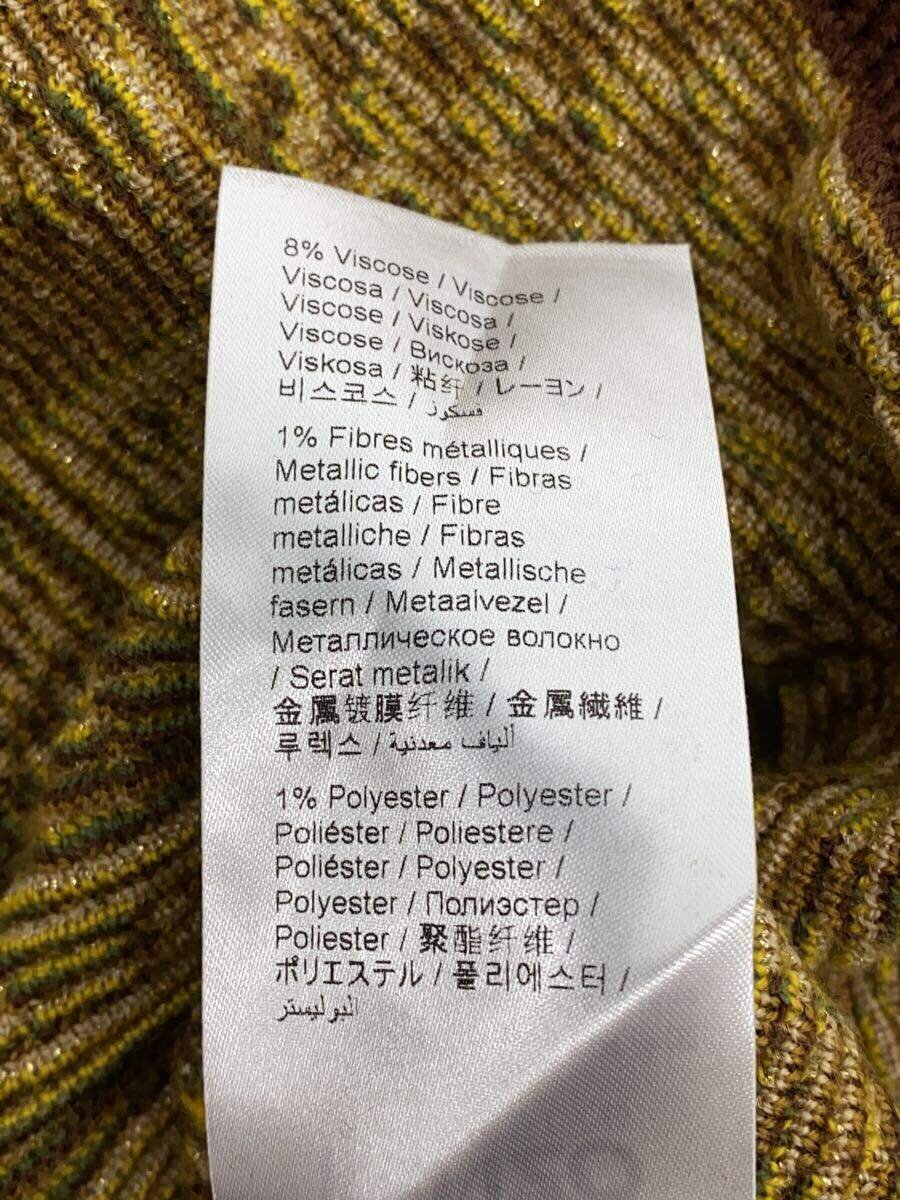 8% Viscose / Viscose /
Viscosa / Viscosa /
Viscose / Viskose /
Viscose / Вискоза /
Viskosa / 粘纤 / レーヨン /
비스코스 / فسكوز
1% Fibres métalliques /
Metallic fibers / Fibras
metálicas / Fibre
metalliche / Fibras
metálicas / Metallische
fasern / Metaalvezel /
Металлическое волокно
/ Serat metalik /
金属镀膜纤维 / 金属繊維 /
루렉스 / ألياف معدنية
1% Polyester / Polyester /
Poliéster / Poliestere /
Poliéster / Polyester /
Polyester / Полиэстер /
Poliester / 聚酯纤维 /
ポリエステル / 폴리에스터 /
البوليستر